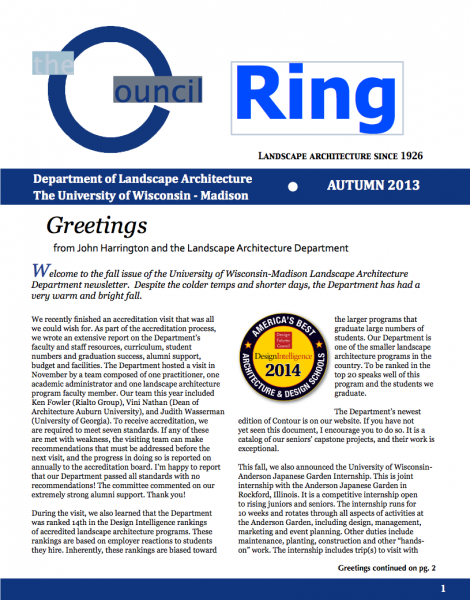 the
Council
Ring
LANDSCAPE ARCHITECTURE SINCE 1926
Department of Landscape Architecture
The University of Wisconsin - Madison
AUTUMN 2013
Greetings
from John Harrington and the Landscape Architecture Department
Welcome to the fall issue of the University of Wisconsin-Madison Landscape Architecture
Department newsletter. Despite the colder temps and shorter days, the Department has had a
very warm and bright fall.
We recently finished an accreditation visit that was all
we could wish for. As part of the accreditation process,
we wrote an extensive report on the Department's
faculty and staff resources, curriculum, student
numbers and graduation success, alumni support,
budget and facilities. The Department hosted a visit in
November by a team composed of one practitioner, one
academic administrator and one landscape architecture
program faculty member. Our team this year included
Ken Fowler (Rialto Group), Vini Nathan (Dean of
Architecture Auburn University), and Judith Wasserman
(University of Georgia). To receive accreditation, we
are required to meet seven standards. If any of these
are met with weakness, the visiting team can make
recommendations that must be addressed before the
next visit, and the progress in doing so is reported on
annually to the accreditation board. I'm happy to report
that our Department passed all standards with no
recommendations! The committee commented on our
extremely strong alumni support. Thank you!
During the visit, we also learned that the Department
was ranked 14th in the Design Intelligence rankings
of accredited landscape architecture programs. These
rankings are based on employer reactions to students
they hire. Inherently, these rankings are biased toward
AMERICA'S BEST
Design
Futures
Council
DesignIntelligence
2014
ARCHITECTURE & DESIGN SCHOOLS
the larger programs that
graduate large numbers of
students. Our Department is
one of the smaller landscape
architecture programs in the
country. To be ranked in the
top 20 speaks well of this
program and the students we
graduate.
The Department's newest
edition of Contour is on our website. If you have not
yet seen this document, I encourage you to do so. It is a
catalog of our seniors' capstone projects, and their work is
exceptional.
This fall, we also announced the University of Wisconsin-
Anderson Japanese Garden Internship. This is joint
internship with the Anderson Japanese Garden in
Rockford, Illinois. It is a competitive internship open
to rising juniors and seniors. The internship runs for
10 weeks and rotates through all aspects of activities at
the Anderson Garden, including design, management,
marketing and event planning. Other duties include
maintenance, planting, construction and other "hands-
on" work. The internship includes trip(s) to visit with
Greetings continued on pg. 2
1